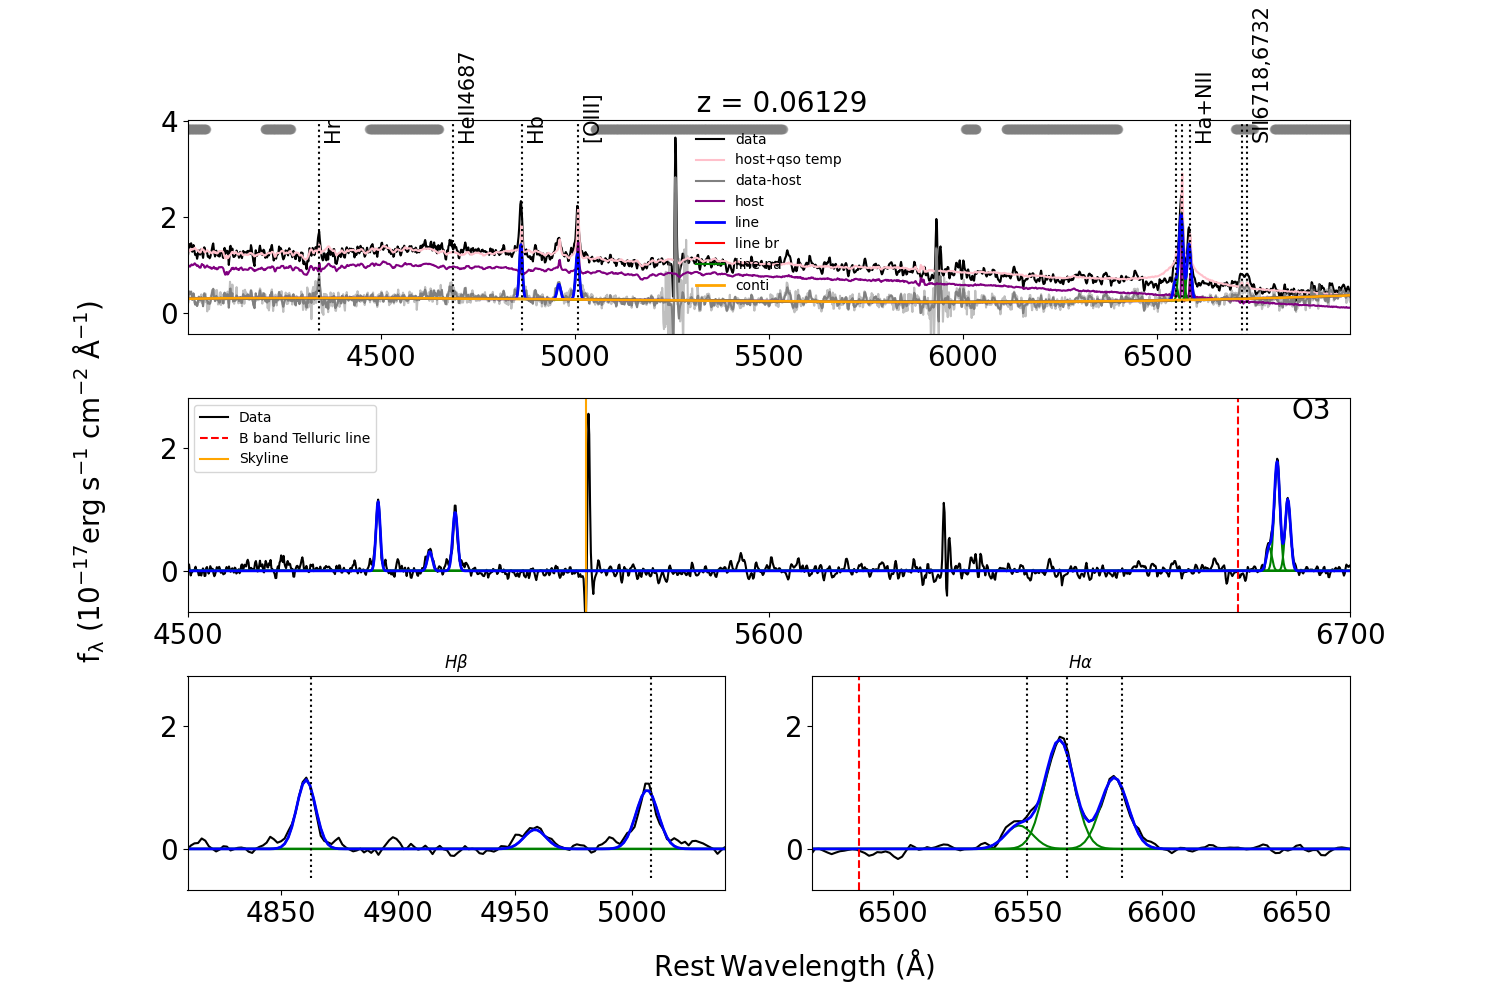 z = 0.06129
Hr
HeII4687
Hb
[OIII]
Ha+NII
SII6718,6732
data
host+qso temp
data-host
host
line
line br
line na
conti
4
2
0
4500
5000
5500
6000
6500
fλ (10⁻¹⁷erg s⁻¹ cm⁻² Å⁻¹)
O3
Data
B band Telluric line
Skyline
2
0
4500
5600
6700
Hβ
2
0
4850
4900
4950
5000
Hα
2
0
6500
6550
6600
6650
Rest Wavelength (Å)